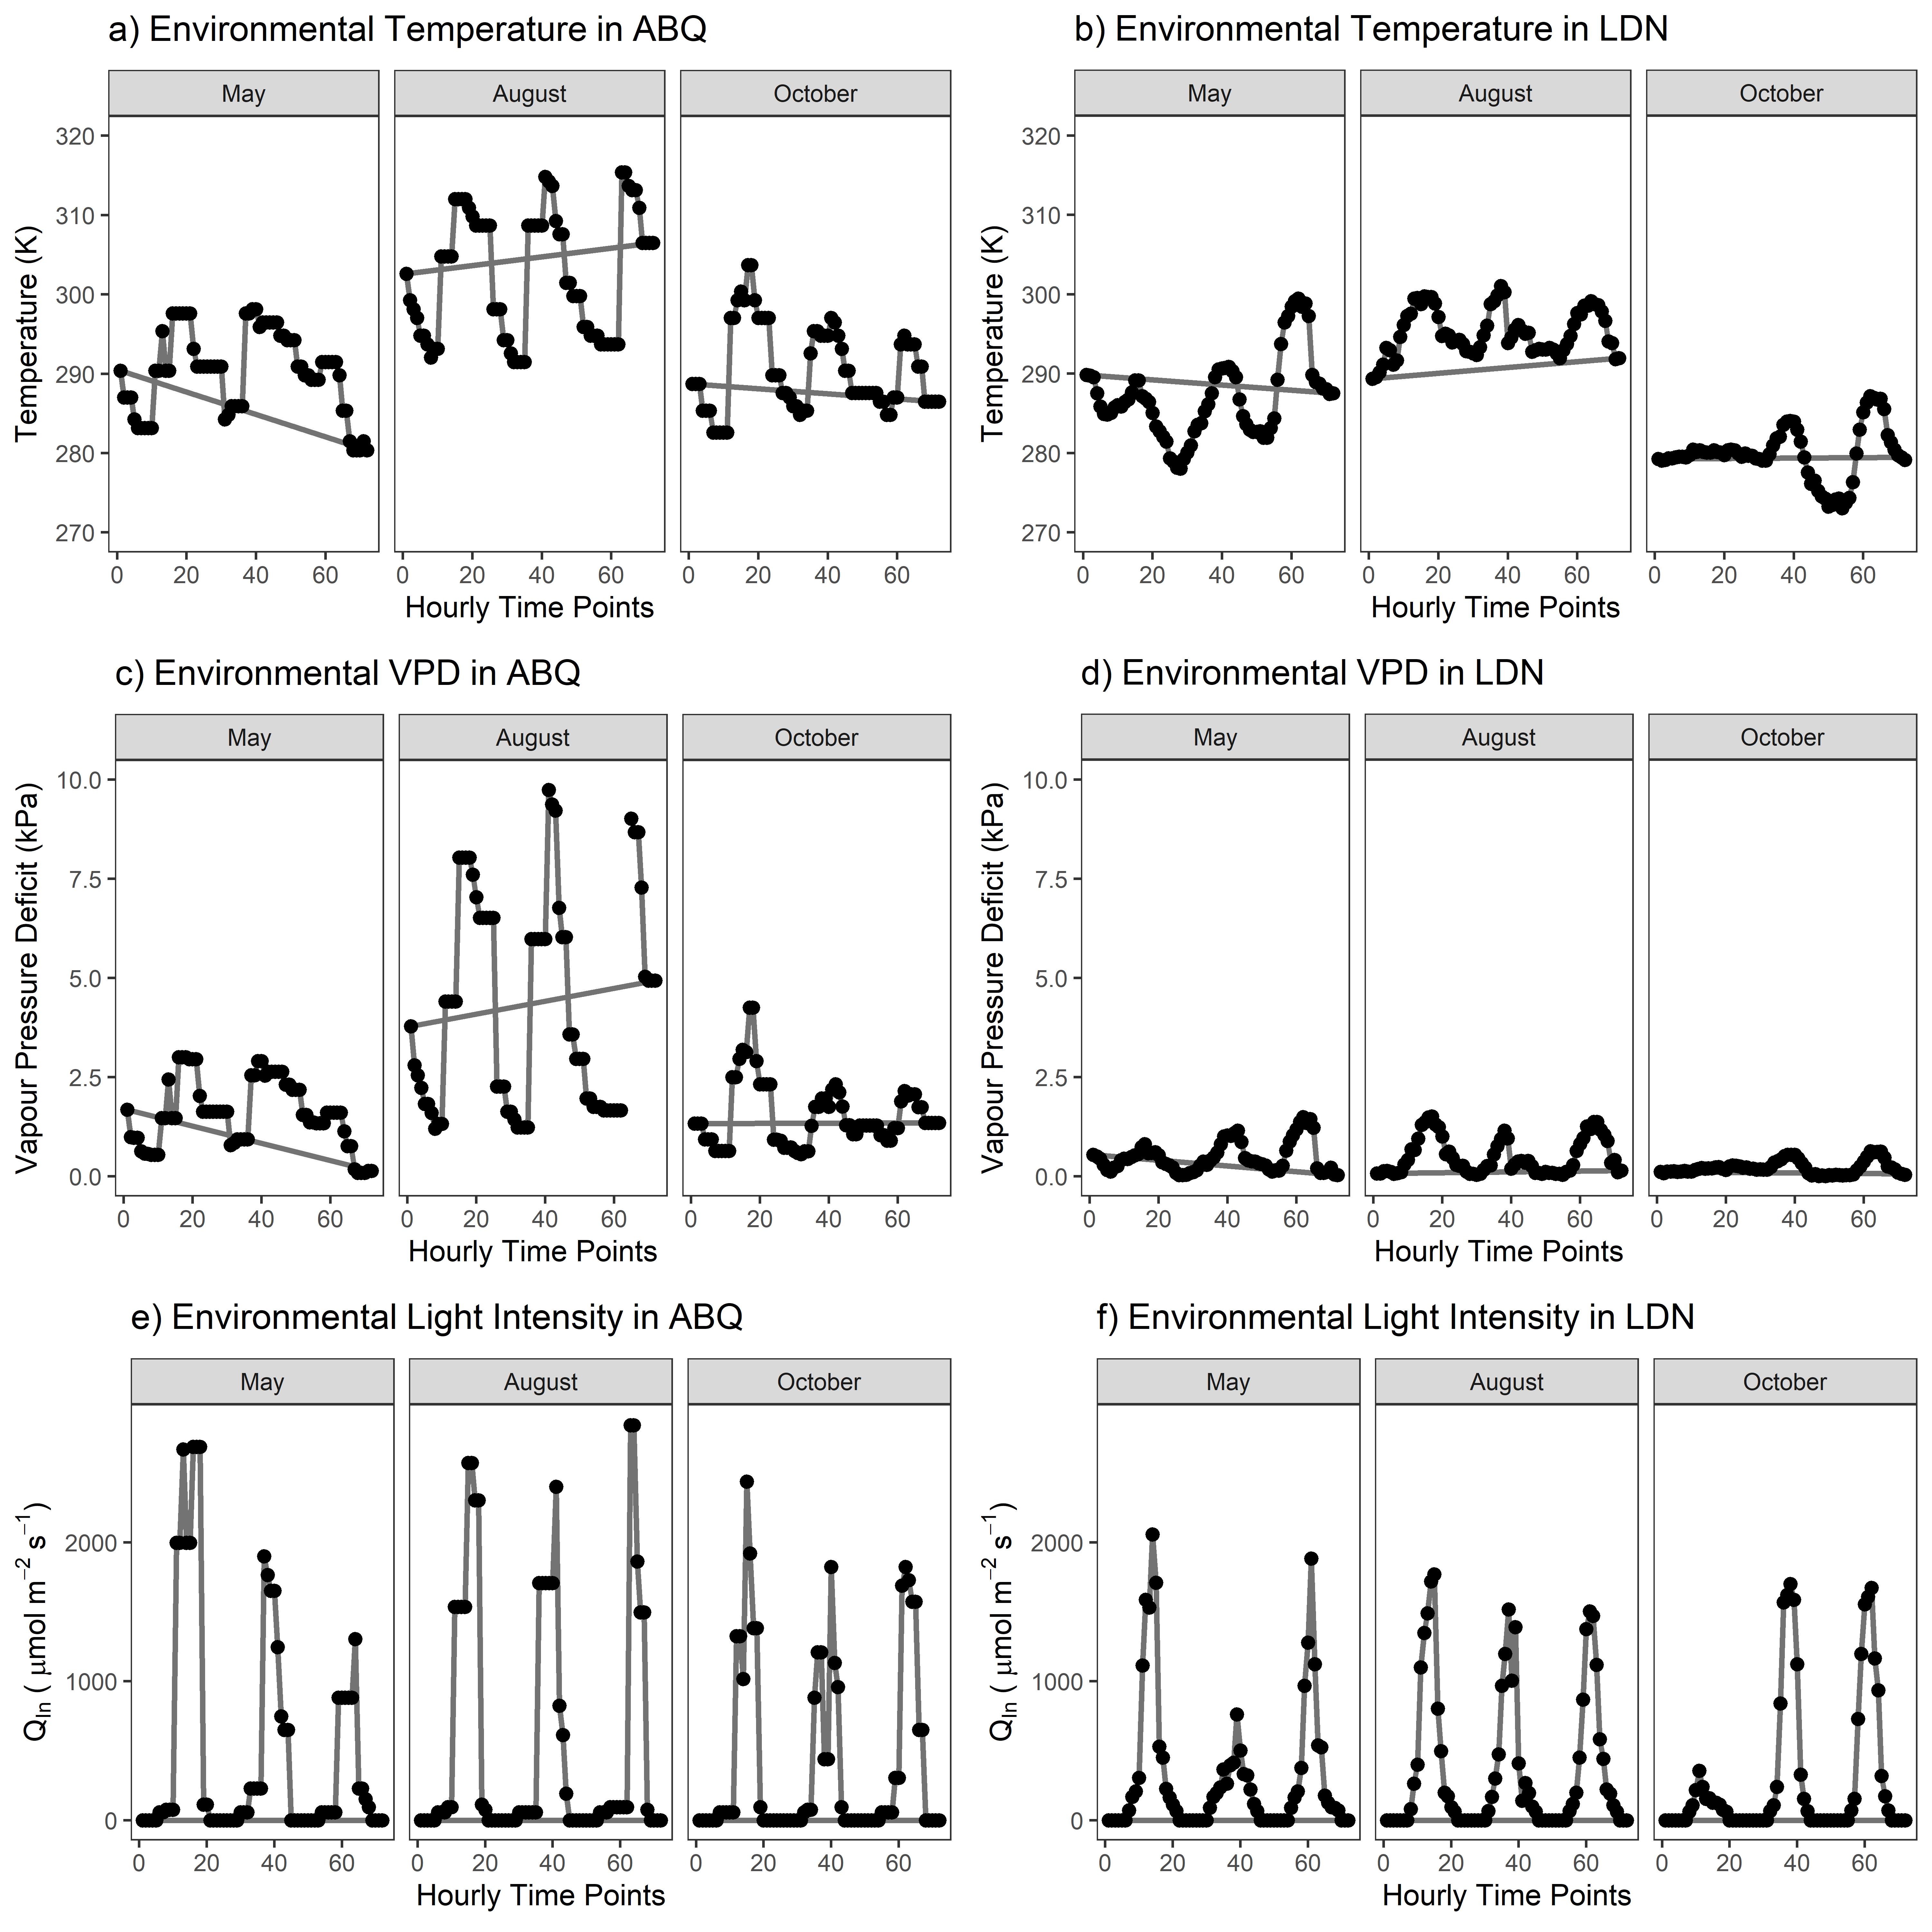 a) Environmental Temperature in ABQ
May August October
Temperature (K)
320
310
300
290
280
270
0 20 40 60 0 20 40 60 0 20 40 60
Hourly Time Points
b) Environmental Temperature in LDN
May August October
Temperature (K)
320
310
300
290
280
270
0 20 40 60 0 20 40 60 0 20 40 60
Hourly Time Points
c) Environmental VPD in ABQ
May August October
Vapour Pressure Deficit (kPa)
10.0
7.5
5.0
2.5
0.0
0 20 40 60 0 20 40 60 0 20 40 60
Hourly Time Points
d) Environmental VPD in LDN
May August October
Vapour Pressure Deficit (kPa)
10.0
7.5
5.0
2.5
0.0
0 20 40 60 0 20 40 60 0 20 40 60
Hourly Time Points
e) Environmental Light Intensity in ABQ
May August October
Q_In ( μmol m⁻² s⁻¹)
2000
1000
0
0 20 40 60 0 20 40 60 0 20 40 60
Hourly Time Points
f) Environmental Light Intensity in LDN
May August October
Q_In ( μmol m⁻² s⁻¹)
2000
1000
0
0 20 40 60 0 20 40 60 0 20 40 60
Hourly Time Points